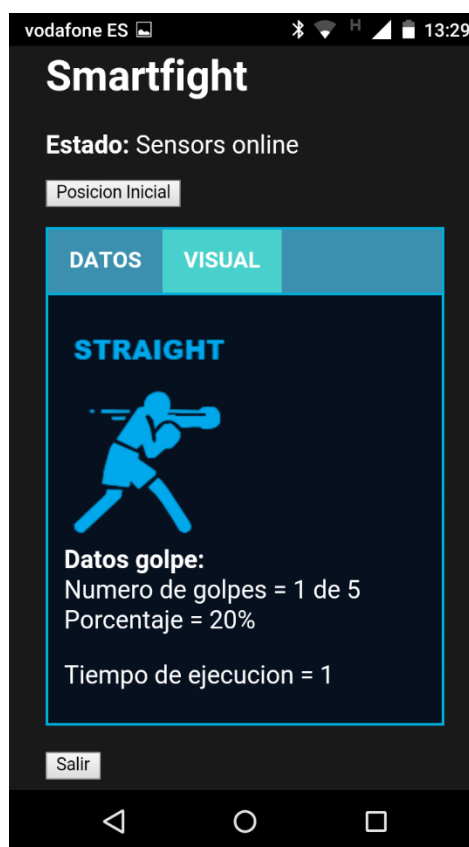 vodafone ES H 13:29
Smartfight
Estado: Sensors online
Posicion Inicial
DATOS VISUAL
STRAIGHT
Datos golpe:
Numero de golpes = 1 de 5
Porcentaje = 20%
Tiempo de ejecucion = 1
Salir